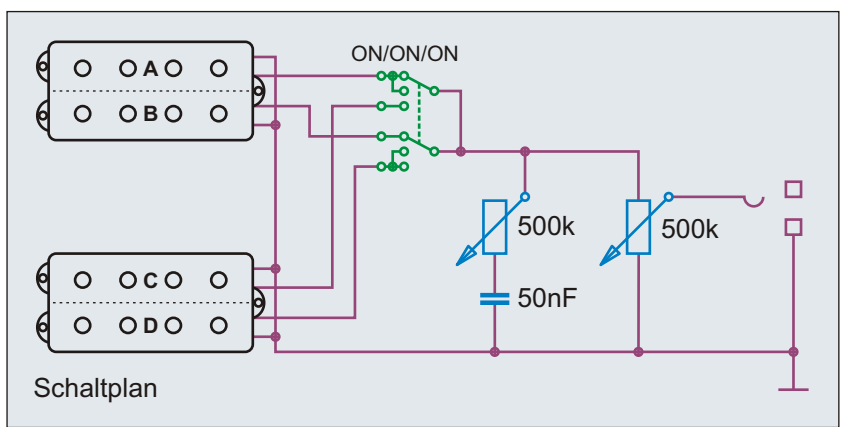 ON/ON/ON
A
B
500k
500k
C
50nF
D
Schaltplan